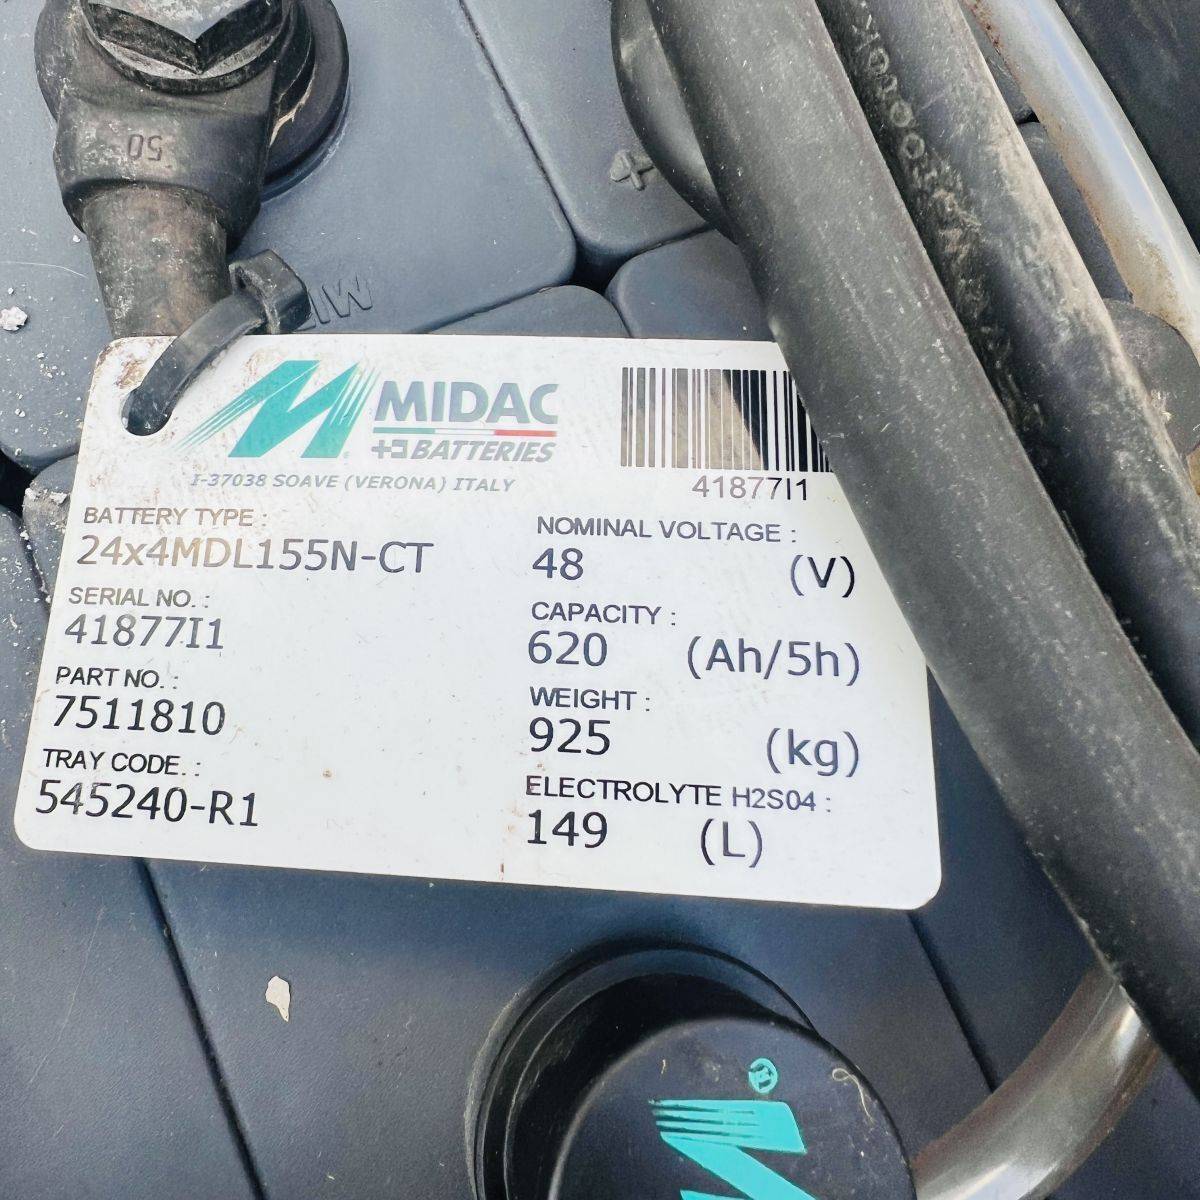 50
MIDAC
BATTERIES
I-37038 SOAVE (VERONA) ITALY
41877I1
BATTERY TYPE :
24x4MDL155N-CT
SERIAL NO. :
41877I1
PART NO. :
7511810
TRAY CODE. :
545240-R1
NOMINAL VOLTAGE :
48 (V)
CAPACITY :
620 (Ah/5h)
WEIGHT :
925 (kg)
ELECTROLYTE H2S04 :
149 (L)